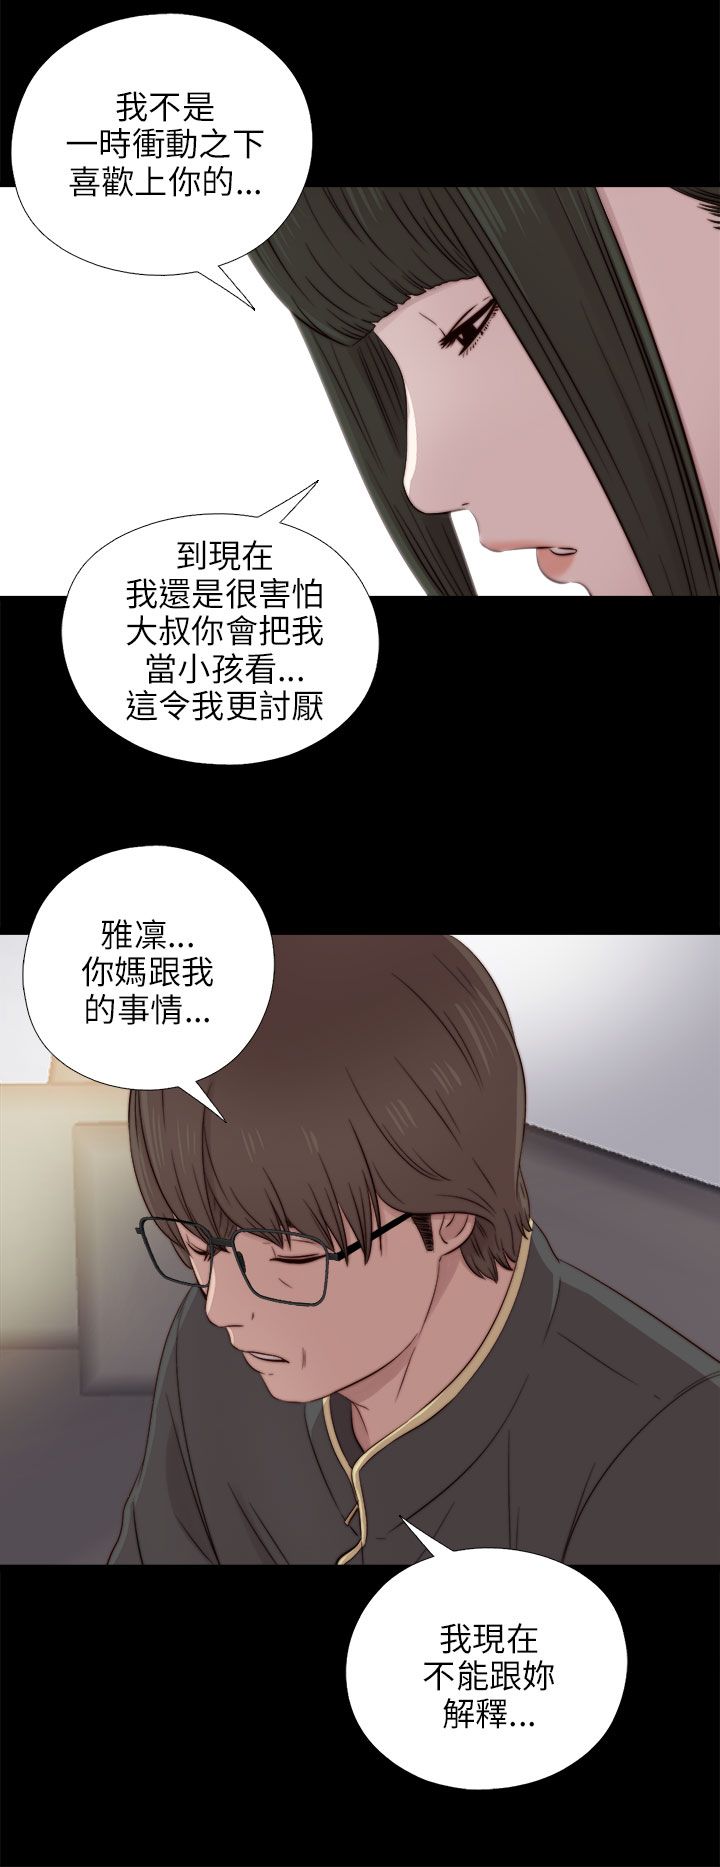 我不是
一時衝動之下
喜歡上你的...
到現在
我還是很害怕
大叔你會把我
當小孩看...
這令我更討厭
雅凜...
你媽跟我
的事情...
我現在
不能跟妳
解釋...